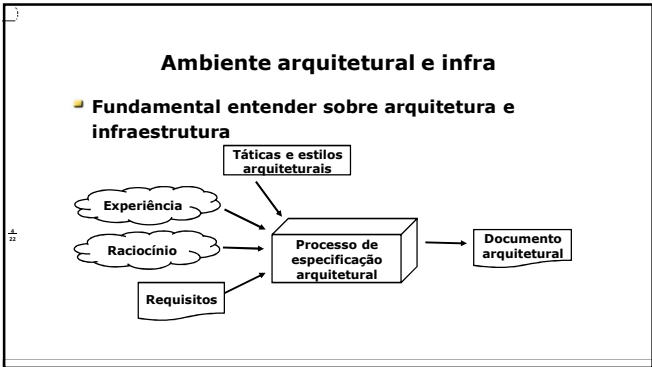 Ambiente arquitetural e infra
Fundamental entender sobre arquitetura e
infraestrutura
Táticas e estilos
arquiteturais
Experiência
Raciocínio
Requisitos
Processo de
especificação
arquitetural
Documento
arquitetural
22